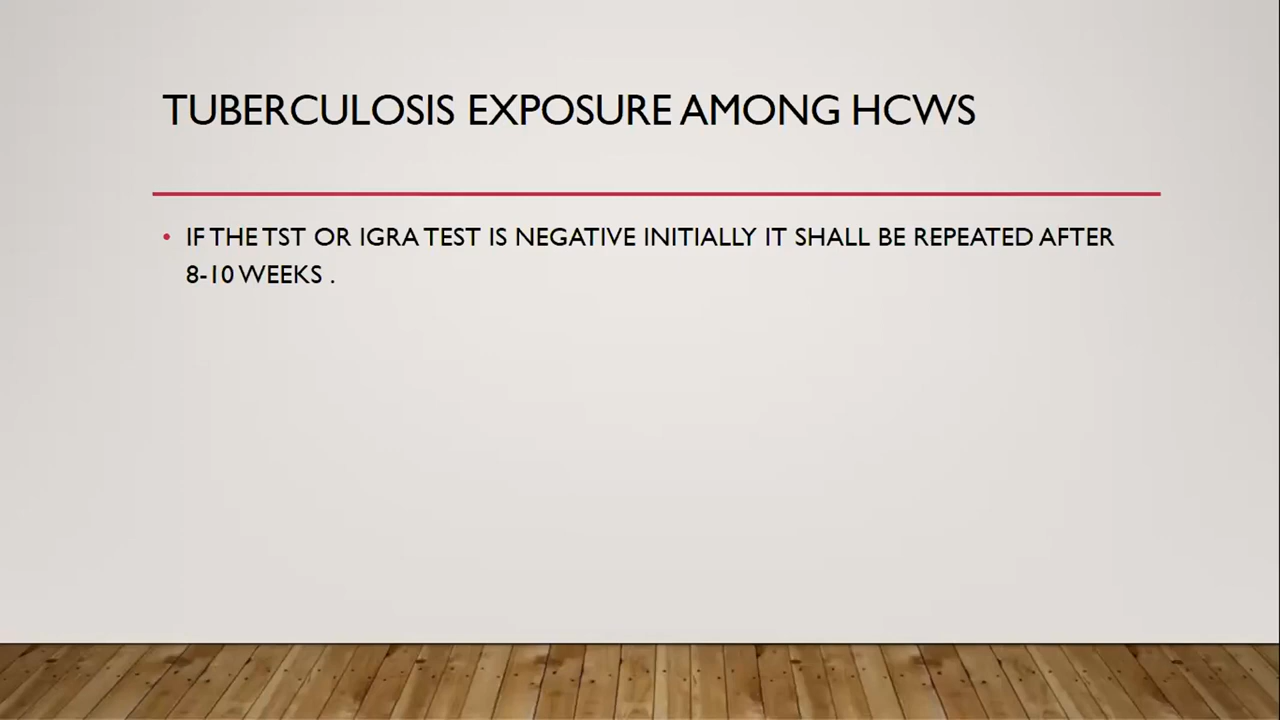 TUBERCULOSIS EXPOSURE AMONG HCWS
• IF THE TST OR IGRA TEST IS NEGATIVE INITIALLY IT SHALL BE REPEATED AFTER
8-10 WEEKS .